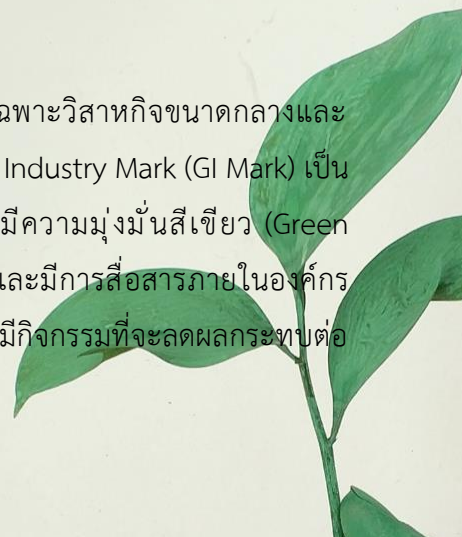 ฉพาะวิสาหกิจขนาดกลางและ
Industry Mark (GI Mark) เป็น
มีความมุ่งมั่นสีเขียว (Green
และมีการสื่อสารภายในองค์กร
มีกิจกรรมที่จะลดผลกระทบต่อ